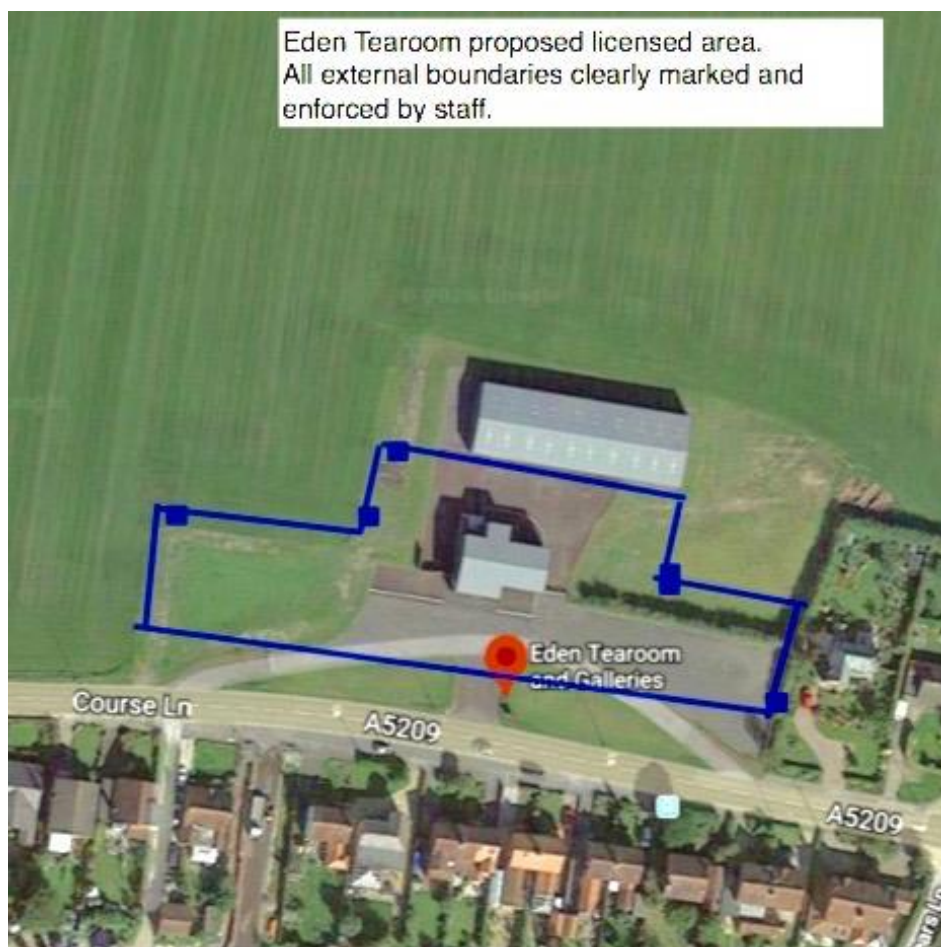 Eden Tearoom proposed licensed area.
All external boundaries clearly marked and
enforced by staff.
Eden Tearoom
and Galleries
Course Ln
A5209
A5209